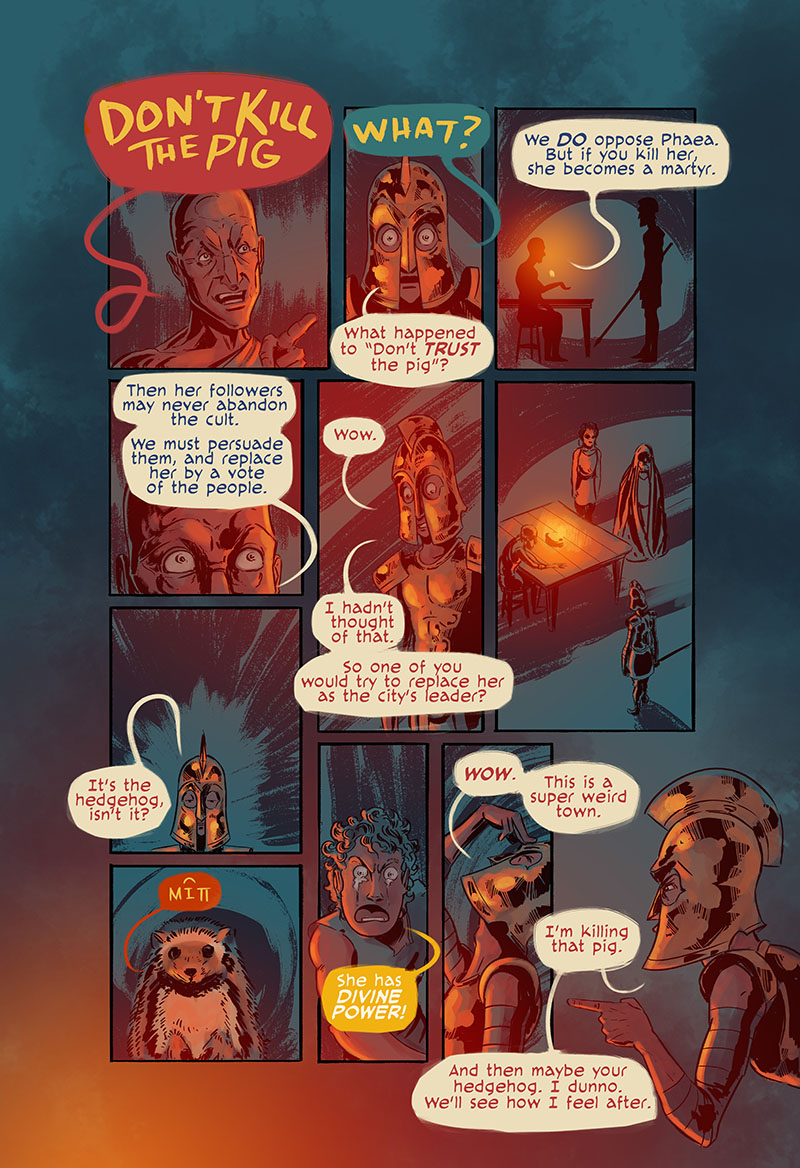 DON'T KILL
THE PIG
WHAT?
What happened
to "Don't TRUST
the pig"?
We DO oppose Phaea.
But if you kill her,
she becomes a martyr.
Then her followers
may never abandon
the cult.
We must persuade
them, and replace
her by a vote
of the people.
Wow.
I hadn't
thought
of that.
So one of you
would try to replace her
as the city's leader?
It's the
hedgehog,
isn't it?
μῖπ
She has
DIVINE
POWER!
WOW.
This is a
super weird
town.
I'm killing
that pig.
And then maybe your
hedgehog. I dunno.
We'll see how I feel after.